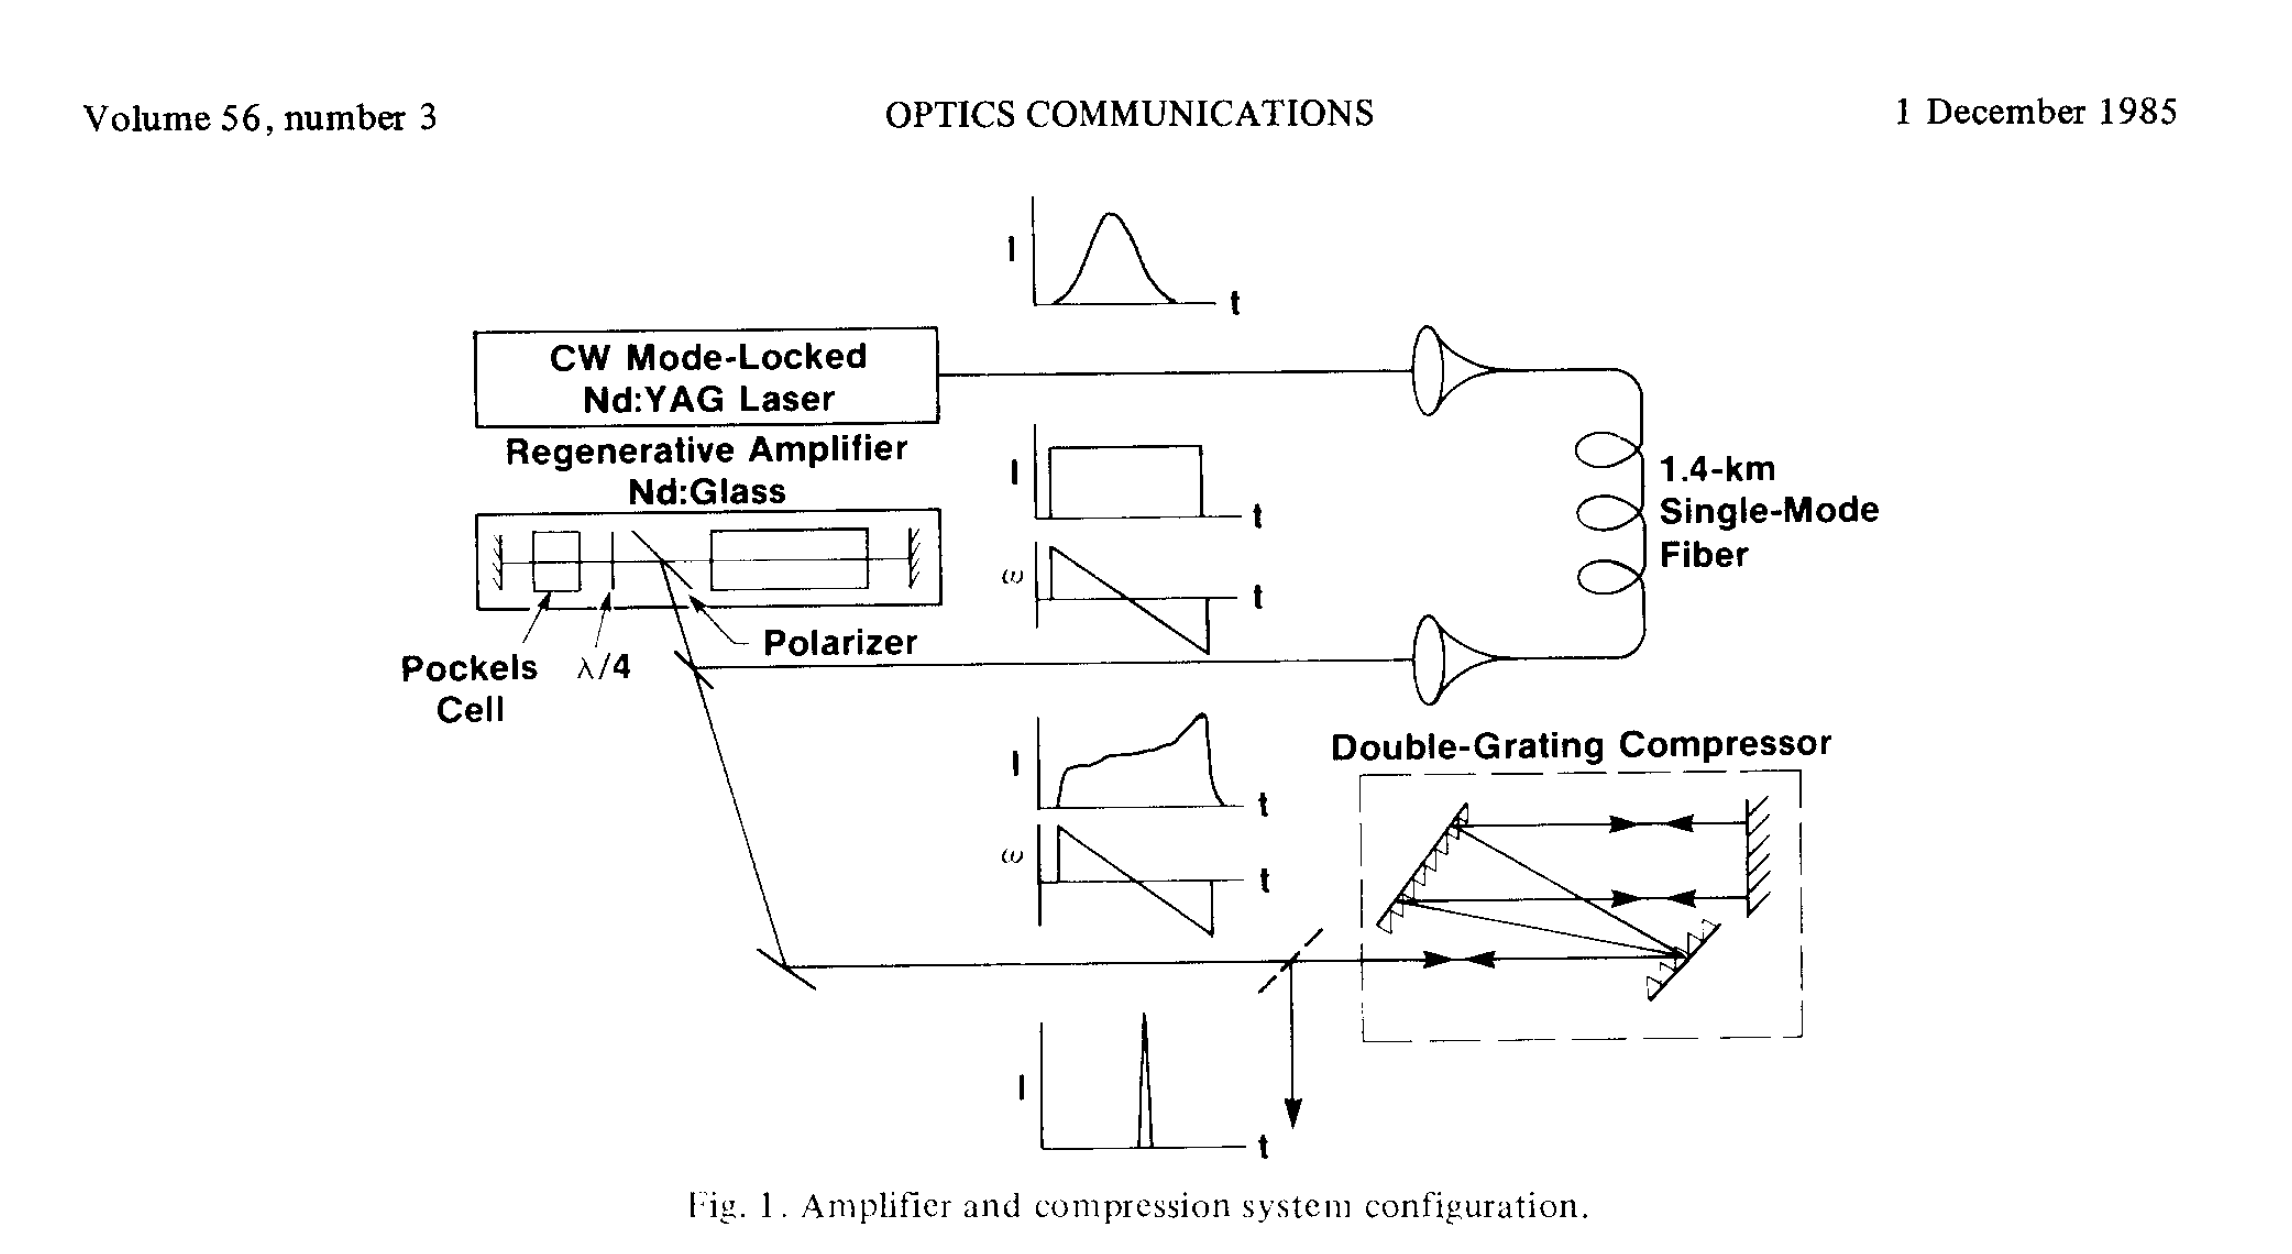 Volume 56, number 3
OPTICS COMMUNICATIONS
1 December 1985
I
t
CW Mode-Locked
Nd:YAG Laser
Regenerative Amplifier
Nd:Glass
I
t
ω
t
1.4-km
Single-Mode
Fiber
Polarizer
Pockels
Cell
λ/4
I
t
ω
t
Double-Grating Compressor
I
t
Fig. 1. Amplifier and compression system configuration.